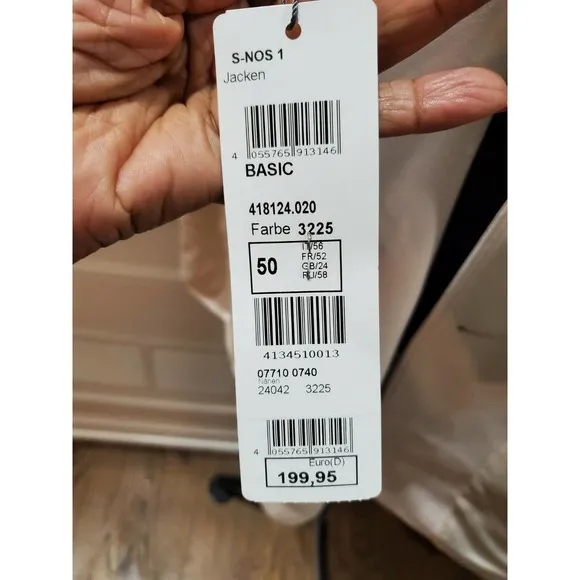 S-NOS 1
Jacken
4 055765 913146
BASIC
418124.020
Farbe 3225
50
IT/56
FR/52
GB/24
RU/58
4134510013
07710 0740
Nähen
24042 3225
4 055765 913146
Euro(D)
199,95